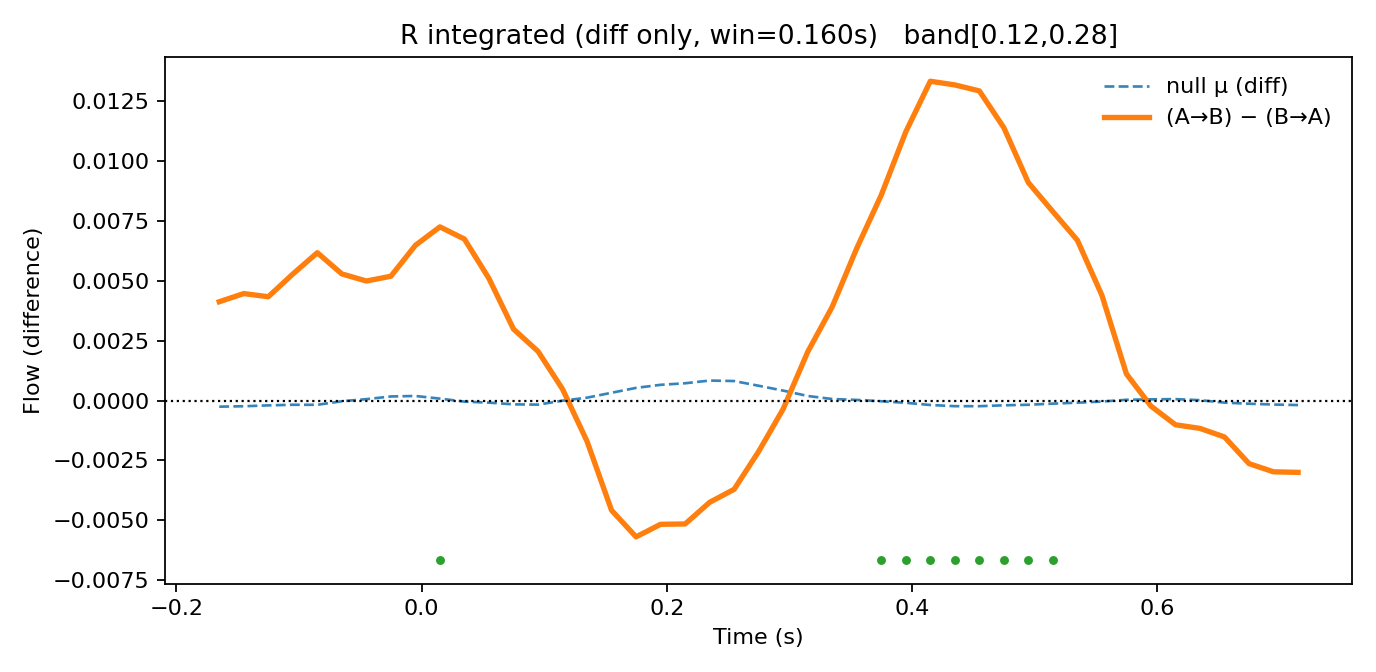 R integrated (diff only, win=0.160s)   band[0.12,0.28]
null μ (diff)
(A→B) − (B→A)
Flow (difference)
0.0125
0.0100
0.0075
0.0050
0.0025
0.0000
−0.0025
−0.0050
−0.0075
−0.2
0.0
0.2
0.4
0.6
Time (s)